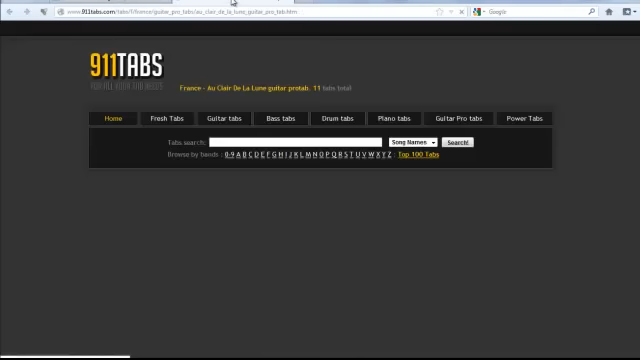 www.911tabs.com/tabs/f/france/guitar_pro_tabs/au_clair_de_la_lune_guitar_pro_tab.htm
Google
911TABS
France - Au Clair De La Lune guitar protab. 11 tabs total
Home Fresh Tabs Guitar tabs Bass tabs Drum tabs Piano tabs Guitar Pro tabs Power Tabs
Tabs search: Song Names Search!
Browse by bands : 0-9 A B C D E F G H I J K L M N O P Q R S T U V W X Y Z Top 100 Tabs